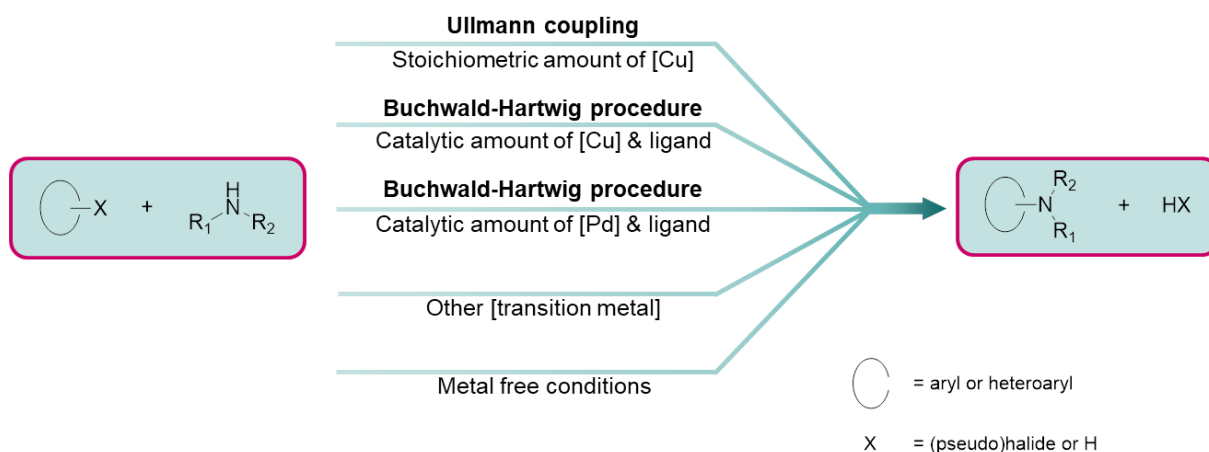 Ullmann coupling
Stoichiometric amount of [Cu]
Buchwald-Hartwig procedure
Catalytic amount of [Cu] & ligand
Buchwald-Hartwig procedure
Catalytic amount of [Pd] & ligand
Other [transition metal]
Metal free conditions
X + H N R1 R2
N R2 R1 + HX
= aryl or heteroaryl
X = (pseudo)halide or H